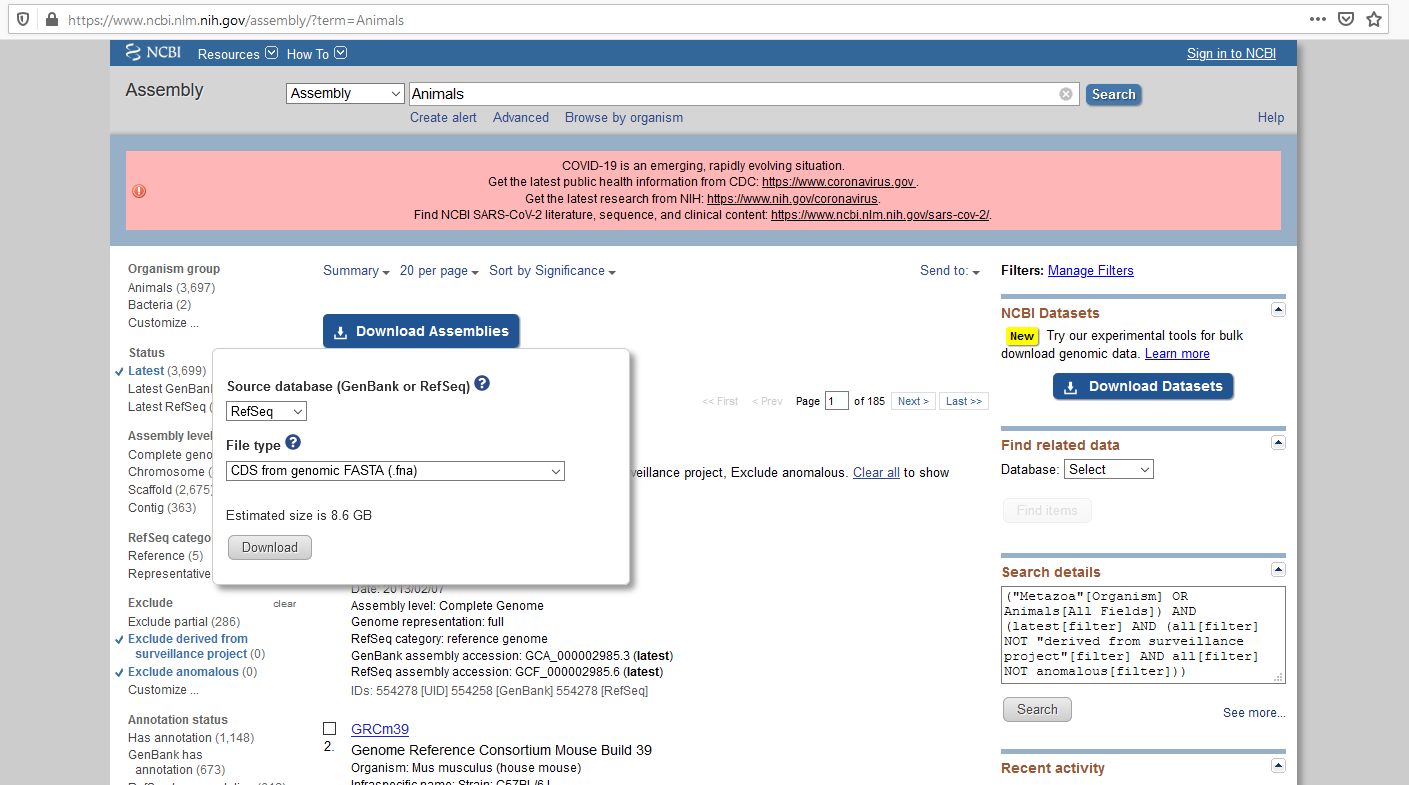 https://www.ncbi.nlm.nih.gov/assembly/?term=Animals
NCBI Resources How To Sign in to NCBI
Assembly Assembly Animals Search
Create alert Advanced Browse by organism Help
COVID-19 is an emerging, rapidly evolving situation.
Get the latest public health information from CDC: https://www.coronavirus.gov .
Get the latest research from NIH: https://www.nih.gov/coronavirus.
Find NCBI SARS-CoV-2 literature, sequence, and clinical content: https://www.ncbi.nlm.nih.gov/sars-cov-2/.
Organism group
Animals (3,697)
Bacteria (2)
Customize ...
Status
Latest (3,699)
Latest GenBank
Latest RefSeq (
Assembly level
Complete geno
Chromosome (
Scaffold (2,675)
Contig (363)
RefSeq catego
Reference (5)
Representative
Exclude clear
Exclude partial (286)
Exclude derived from
surveillance project (0)
Exclude anomalous (0)
Customize ...
Annotation status
Has annotation (1,148)
GenBank has
annotation (673)
Summary 20 per page Sort by Significance Send to:
Download Assemblies
Source database (GenBank or RefSeq) ?
RefSeq
File type ?
CDS from genomic FASTA (.fna)
Estimated size is 8.6 GB
Download
<< First < Prev Page 1 of 185 Next > Last >>
veillance project, Exclude anomalous. Clear all to show
Date: 2013/02/07
Assembly level: Complete Genome
Genome representation: full
RefSeq category: reference genome
GenBank assembly accession: GCA_000002985.3 (latest)
RefSeq assembly accession: GCF_000002985.6 (latest)
IDs: 554278 [UID] 554258 [GenBank] 554278 [RefSeq]
GRCm39
2. Genome Reference Consortium Mouse Build 39
Organism: Mus musculus (house mouse)
Infraspecific name: Strain: C57BL/6J
Filters: Manage Filters
NCBI Datasets
New Try our experimental tools for bulk
download genomic data. Learn more
Download Datasets
Find related data
Database: Select
Find items
Search details
("Metazoa"[Organism] OR
Animals[All Fields]) AND
(latest[filter] AND (all[filter]
NOT "derived from surveillance
project"[filter] AND all[filter]
NOT anomalous[filter]))
Search
See more...
Recent activity